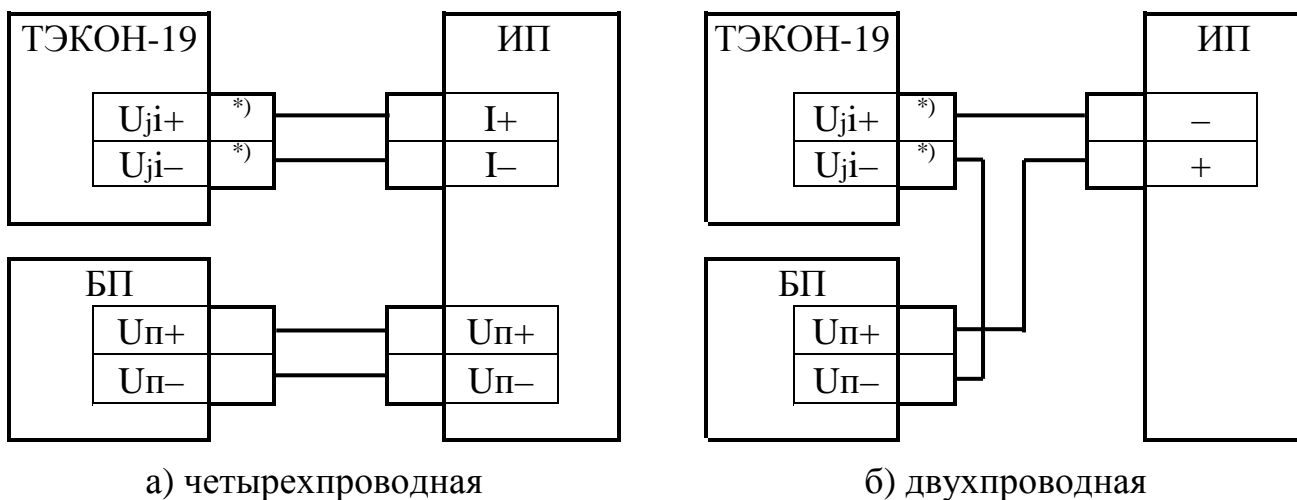 ТЭКОН-19
ИП
Uji+
*)
I+
Uji–
*)
I–
БП
Uп+
Uп+
Uп–
Uп–
а) четырехпроводная
ТЭКОН-19
ИП
Uji+
*)
–
Uji–
*)
+
БП
Uп+
Uп–
б) двухпроводная